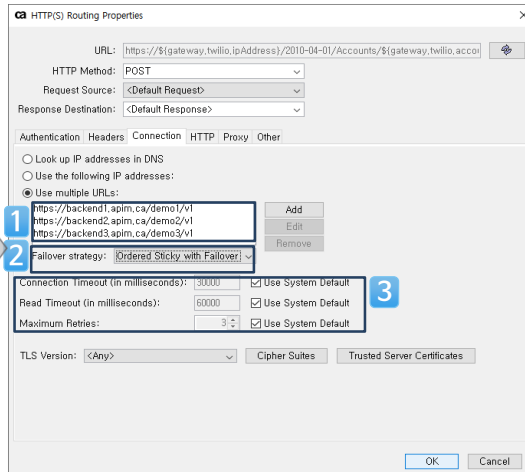 ca HTTP(S) Routing Properties
URL: https://${gateway,twilio,ipAddress}/2010-04-01/Accounts/${gateway,twilio,accou
HTTP Method: POST
Request Source: <Default Request>
Response Destination: <Default Response>
Authentication Headers Connection HTTP Proxy Other
Look up IP addresses in DNS
Use the following IP addresses:
Use multiple URLs:
1
https://backend1,apim,ca/demo1/v1
https://backend2,apim,ca/demo2/v1
https://backend3,apim,ca/demo3/v1
Add
Edit
Remove
2
Failover strategy: Ordered Sticky with Failover
Connection Timeout (in milliseconds): 30000 Use System Default
Read Timeout (in milliseconds): 60000 Use System Default
Maximum Retries: 3 Use System Default
3
TLS Version: <Any> Cipher Suites Trusted Server Certificates
OK Cancel